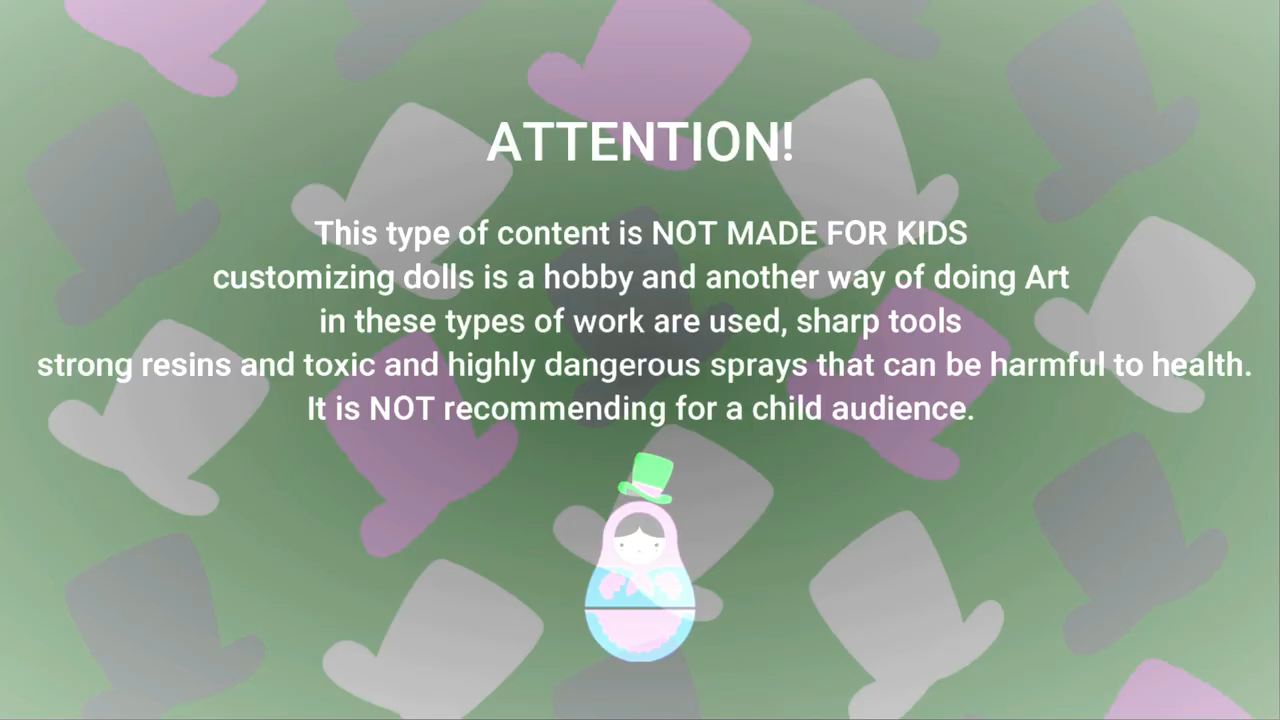 ATTENTION!
This type of content is NOT MADE FOR KIDS
customizing dolls is a hobby and another way of doing Art
in these types of work are used, sharp tools
strong resins and toxic and highly dangerous sprays that can be harmful to health.
It is NOT recommending for a child audience.